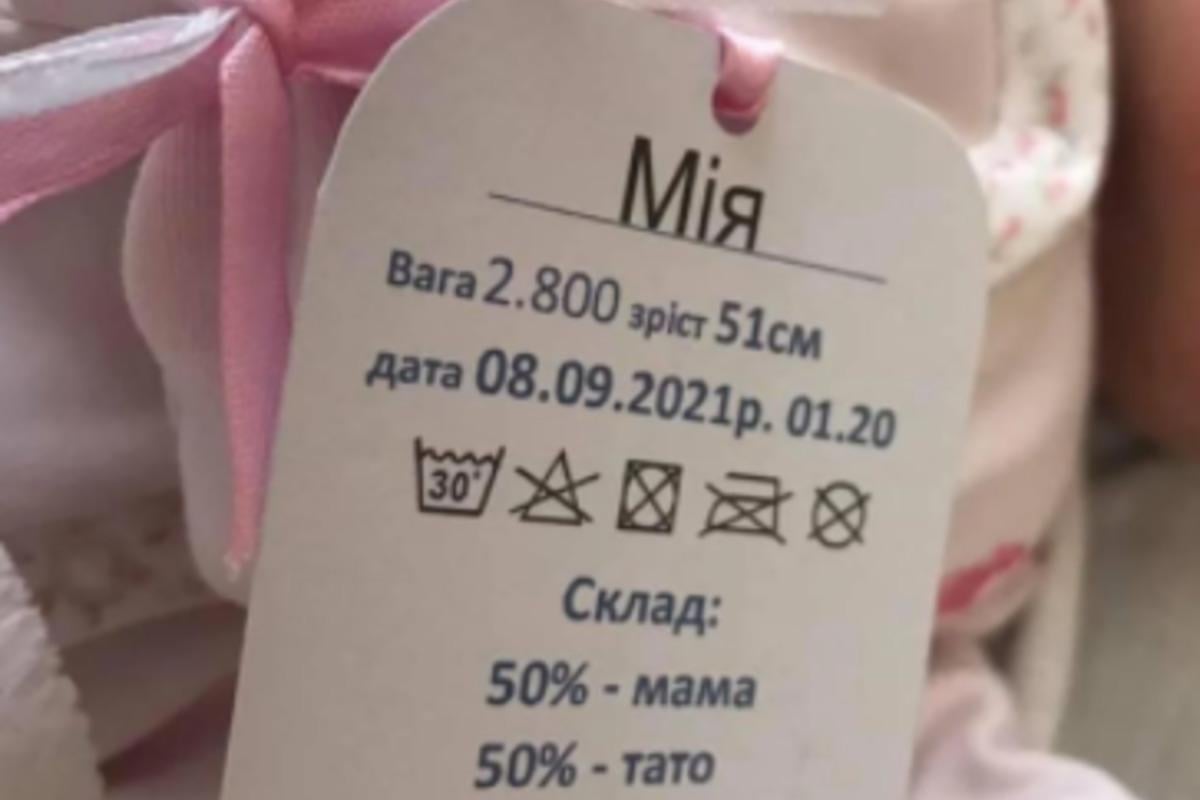 Мія
Вага 2.800 зріст 51см
дата 08.09.2021р. 01.20
30°
Склад:
50% - мама
50% - тато